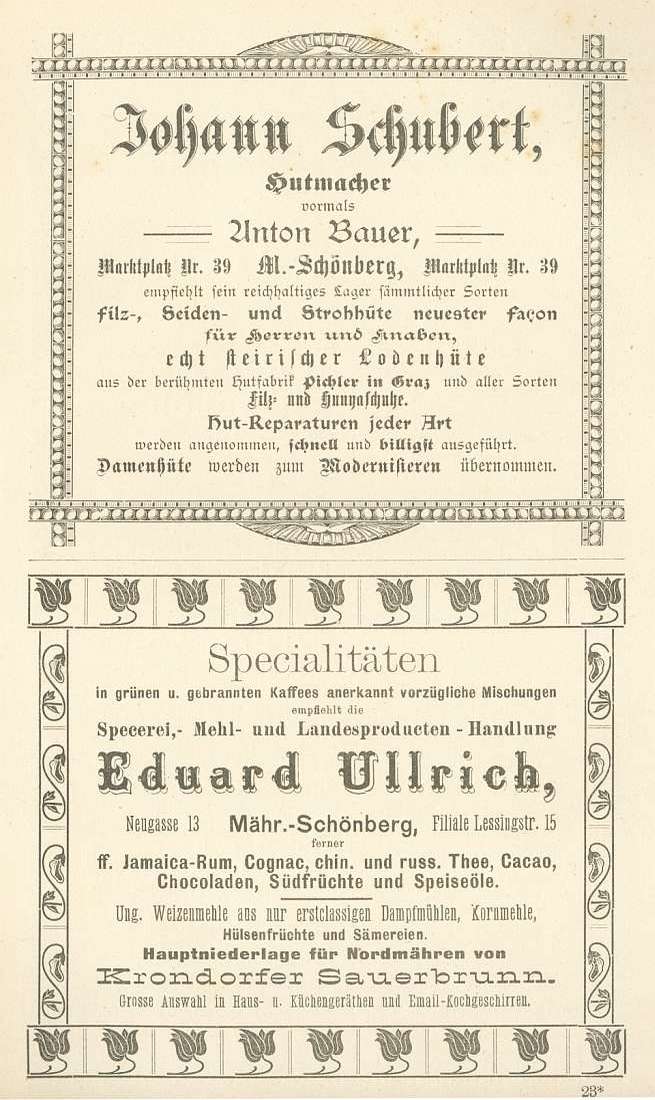 Johann Schubert,
Hutmacher
vormals
Anton Bauer,
Marktplatz Nr. 39 M.-Schönberg, Marktplatz Nr. 39
empfiehlt sein reichhaltiges Lager sämmtlicher Sorten
Filz-, Seiden- und Strohhüte neuester Façon
für Herren und Knaben,
echt steirischer Lodenhüte
aus der berühmten Hutfabrik Pichler in Graz und aller Sorten
Filz- und Hunyaschuhe.
Hut-Reparaturen jeder Art
werden angenommen, schnell und billigst ausgeführt.
Damenhüte werden zum Modernisieren übernommen.
Specialitäten
in grünen u. gebrannten Kaffees anerkannt vorzügliche Mischungen
empfiehlt die
Specerei,- Mehl- und Landesproducten - Handlung
Eduard Ullrich,
Neugasse 13 Mähr.-Schönberg, Filiale Lessingstr. 15
ferner
ff. Jamaica-Rum, Cognac, chin. und russ. Thee, Cacao,
Chocoladen, Südfrüchte und Speiseöle.
Ung. Weizenmehle aus nur erstclassigen Dampfmühlen, Kornmehle,
Hülsenfrüchte und Sämereien.
Hauptniederlage für Nordmähren von
Krondorfer Sauerbrunn.
Grosse Auswahl in Haus- u. Küchengeräthen und Email-Kochgeschirren.
23*